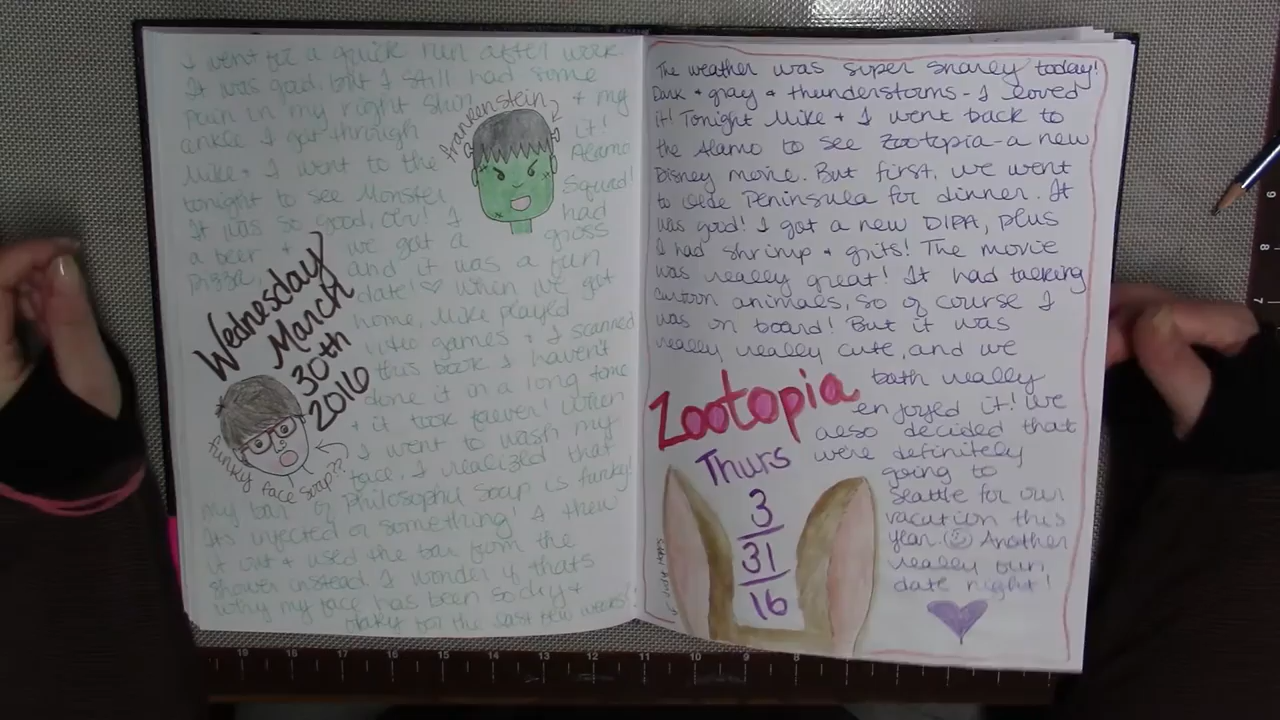 I went for a quick run after work.
It was good, but I still had some
pain in my right shin + my
ankle I got through it!
Mike + I went to the Alamo
tonight to see Monster Squad!
It was so good, I had
a beer + we got a gross
pizza, and it was a fun
date! ♡ When we got
home, Mike played
video games + I scanned
this book I haven't
done it in a long time
+ it took forever! When
I went to wash my
face, I realized that
my bar of Philosophy soap is funky!
It's infected or something! I threw
it out + used the bar from the
shower instead. I wonder if that's
why my face has been so dry +
flaky for the last few weeks!
frankenstein
Wednesday
March
30th
2016
funky face soap??
The weather was super snarly today!
Dark + gray + thunderstorms - I loved
it! Tonight Mike + I went back to
the Alamo to see Zootopia - a new
Disney movie. But first, we went
to Olde Peninsula for dinner. It
was good! I got a new DIPA, plus
I had shrimp + grits! The movie
was really great! It had talking
cartoon animals, so of course I
was on board! But it was
really really cute, and we
both really
enjoyed it! We
also decided that
were definitely
going to
Seattle for our
vacation this
year. Another
really fun
date night!
Zootopia
Thurs
3
31
16